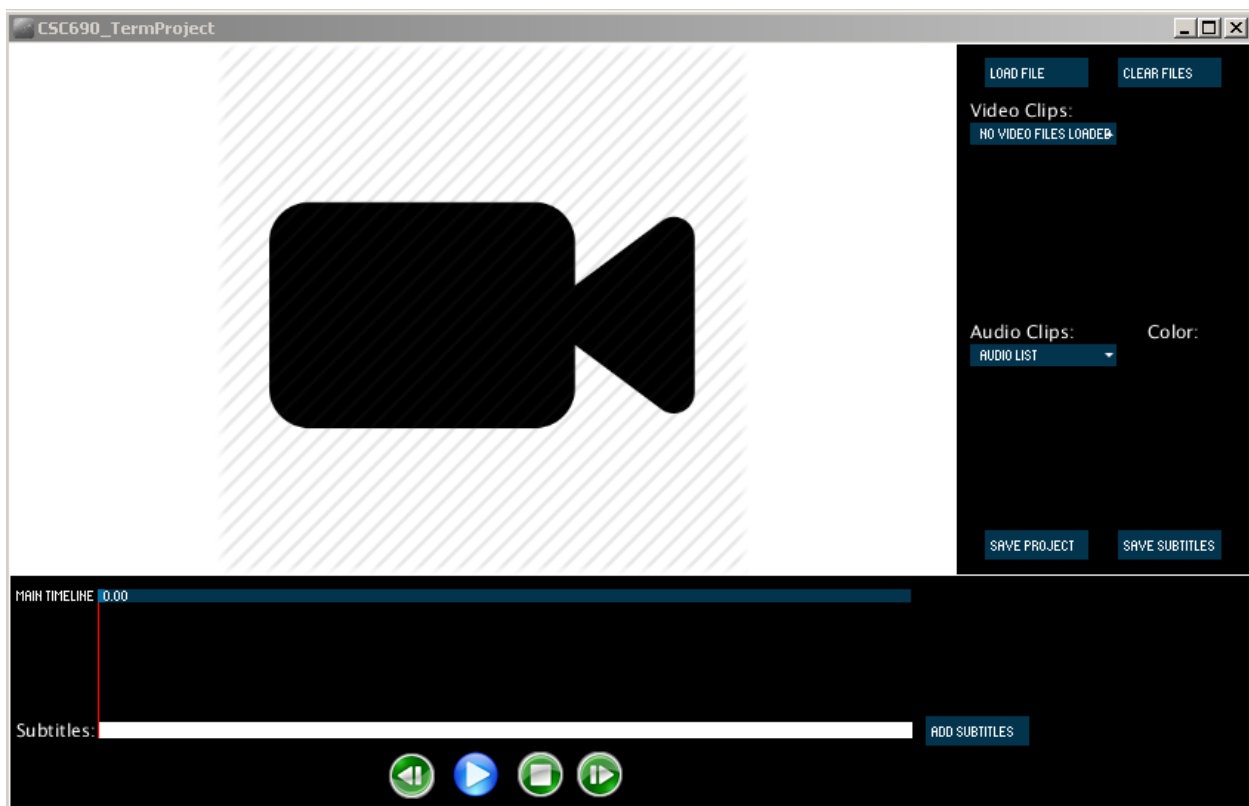 CSC690_TermProject
LOAD FILE
CLEAR FILES
Video Clips:
NO VIDEO FILES LOADED
Audio Clips:
Color:
AUDIO LIST
SAVE PROJECT
SAVE SUBTITLES
MAIN TIMELINE
0.00
Subtitles:
ADD SUBTITLES